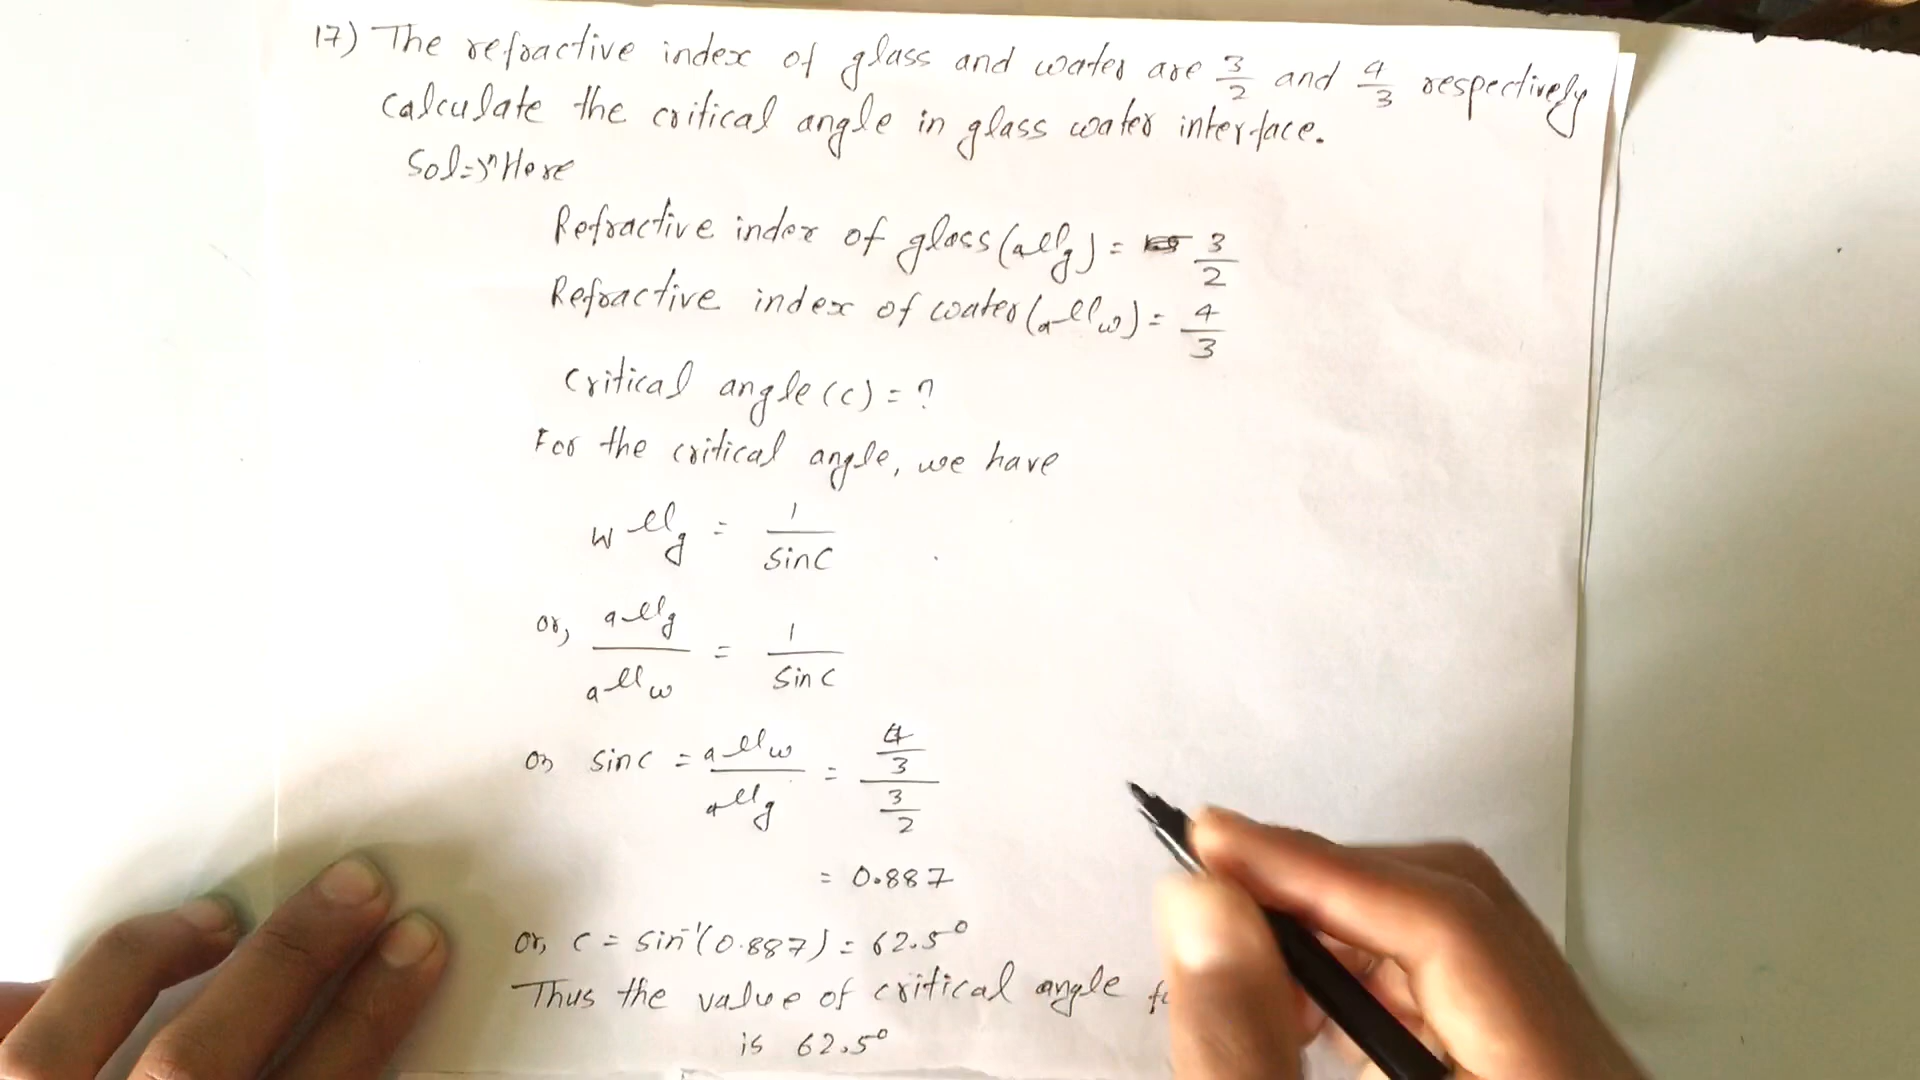 17) The refractive index of glass and water are 3/2 and 4/3 respectively
calculate the critical angle in glass water interface.
Sol=>n Here
Refractive index of glass (aμg) = 3/2
Refractive index of water (aμw) = 4/3
Critical angle (c) = ?
For the critical angle, we have
wμg = 1/sinC
or, aμg/aμw = 1/sinC
or sinc = aμw/aμg = 4/3 / 3/2
= 0.887
or, c = sin⁻¹(0.887) = 62.5°
Thus the value of critical angle
is 62.5°